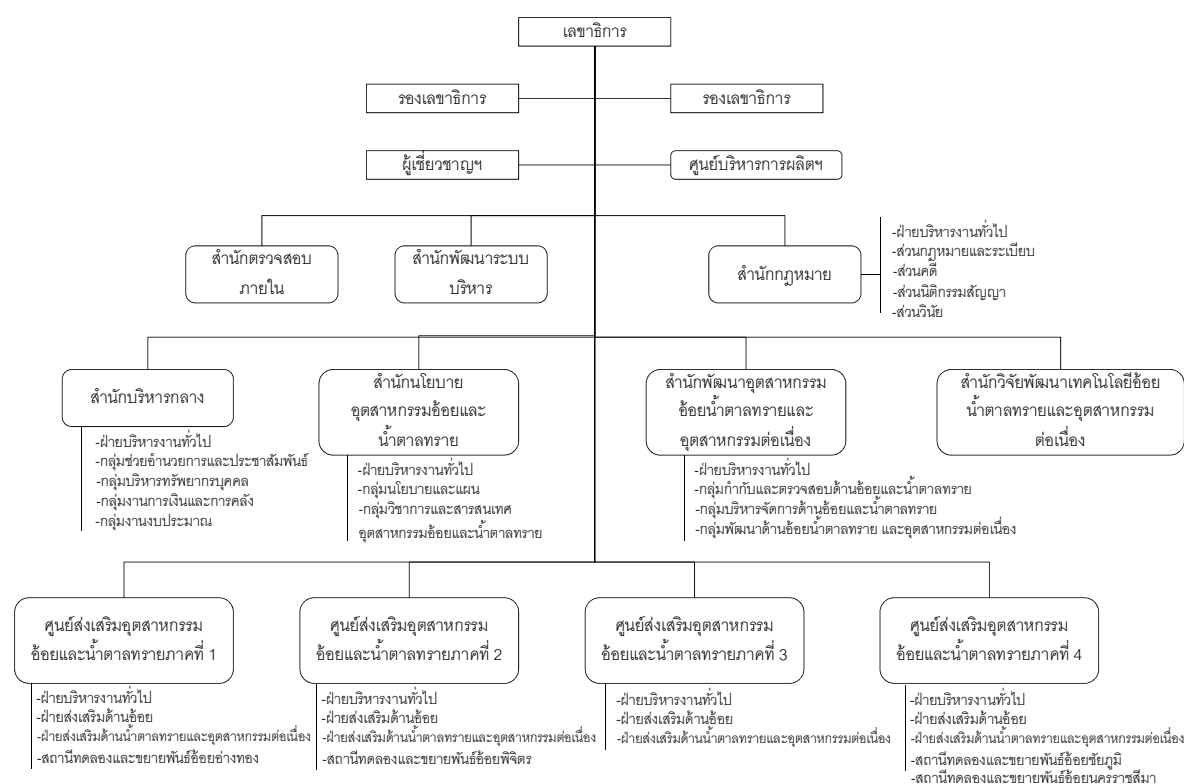 เลขาธิการ
รองเลขาธิการ
รองเลขาธิการ
ผู้เชี่ยวชาญฯ
ศูนย์บริหารการผลิตฯ
สำนักตรวจสอบ
ภายใน
สำนักพัฒนาระบบ
บริหาร
สำนักกฎหมาย
-ฝ่ายบริหารงานทั่วไป
-ส่วนกฎหมายและระเบียบ
-ส่วนคดี
-ส่วนนิติกรรมสัญญา
-ส่วนวินัย
สำนักบริหารกลาง
-ฝ่ายบริหารงานทั่วไป
-กลุ่มช่วยอำนวยการและประชาสัมพันธ์
-กลุ่มบริหารทรัพยากรบุคคล
-กลุ่มงานการเงินและการคลัง
-กลุ่มงานงบประมาณ
สำนักนโยบาย
อุตสาหกรรมอ้อยและ
น้ำตาลทราย
-ฝ่ายบริหารงานทั่วไป
-กลุ่มนโยบายและแผน
-กลุ่มวิชาการและสารสนเทศ
อุตสาหกรรมอ้อยและน้ำตาลทราย
สำนักพัฒนาอุตสาหกรรม
อ้อยน้ำตาลทรายและ
อุตสาหกรรมต่อเนื่อง
-ฝ่ายบริหารงานทั่วไป
-กลุ่มกำกับและตรวจสอบด้านอ้อยและน้ำตาลทราย
-กลุ่มบริหารจัดการด้านอ้อยและน้ำตาลทราย
-กลุ่มพัฒนาด้านอ้อยน้ำตาลทราย และอุตสาหกรรมต่อเนื่อง
สำนักวิจัยพัฒนาเทคโนโลยีอ้อย
น้ำตาลทรายและอุตสาหกรรม
ต่อเนื่อง
ศูนย์ส่งเสริมอุตสาหกรรม
อ้อยและน้ำตาลทรายภาคที่ 1
-ฝ่ายบริหารงานทั่วไป
-ฝ่ายส่งเสริมด้านอ้อย
-ฝ่ายส่งเสริมด้านน้ำตาลทรายและอุตสาหกรรมต่อเนื่อง
-สถานีทดลองและขยายพันธ์อ้อยอ่างทอง
ศูนย์ส่งเสริมอุตสาหกรรม
อ้อยและน้ำตาลทรายภาคที่ 2
-ฝ่ายบริหารงานทั่วไป
-ฝ่ายส่งเสริมด้านอ้อย
-ฝ่ายส่งเสริมด้านน้ำตาลทรายและอุตสาหกรรมต่อเนื่อง
-สถานีทดลองและขยายพันธ์อ้อยพิจิตร
ศูนย์ส่งเสริมอุตสาหกรรม
อ้อยและน้ำตาลทรายภาคที่ 3
-ฝ่ายบริหารงานทั่วไป
-ฝ่ายส่งเสริมด้านอ้อย
-ฝ่ายส่งเสริมด้านน้ำตาลทรายและอุตสาหกรรมต่อเนื่อง
ศูนย์ส่งเสริมอุตสาหกรรม
อ้อยและน้ำตาลทรายภาคที่ 4
-ฝ่ายบริหารงานทั่วไป
-ฝ่ายส่งเสริมด้านอ้อย
-ฝ่ายส่งเสริมด้านน้ำตาลทรายและอุตสาหกรรมต่อเนื่อง
-สถานีทดลองและขยายพันธ์อ้อยชัยภูมิ
-สถานีทดลองและขยายพันธ์อ้อยนครราชสีมา